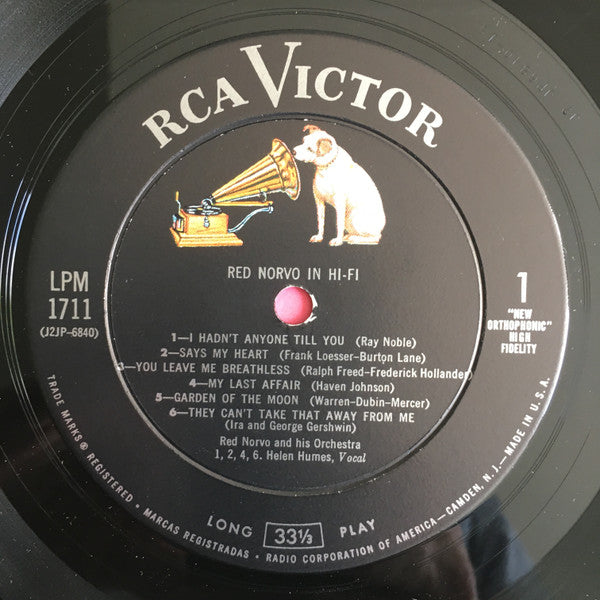 RCA VICTOR
RED NORVO IN HI-FI
LPM
1711
(J2JP-6840)
1
"NEW
ORTHOPHONIC"
HIGH
FIDELITY
1—I HADN'T ANYONE TILL YOU (Ray Noble)
2—SAYS MY HEART (Frank Loesser-Burton Lane)
3—YOU LEAVE ME BREATHLESS (Ralph Freed-Frederick Hollander)
4—MY LAST AFFAIR (Haven Johnson)
5—GARDEN OF THE MOON (Warren-Dubin-Mercer)
6—THEY CAN'T TAKE THAT AWAY FROM ME
(Ira and George Gershwin)
Red Norvo and his Orchestra
1, 2, 4, 6. Helen Humes, Vocal
LONG 33⅓ PLAY
TRADE MARKS ® REGISTERED • MARCAS REGISTRADAS • RADIO CORPORATION OF AMERICA—CAMDEN, N. J.—MADE IN U.S.A.